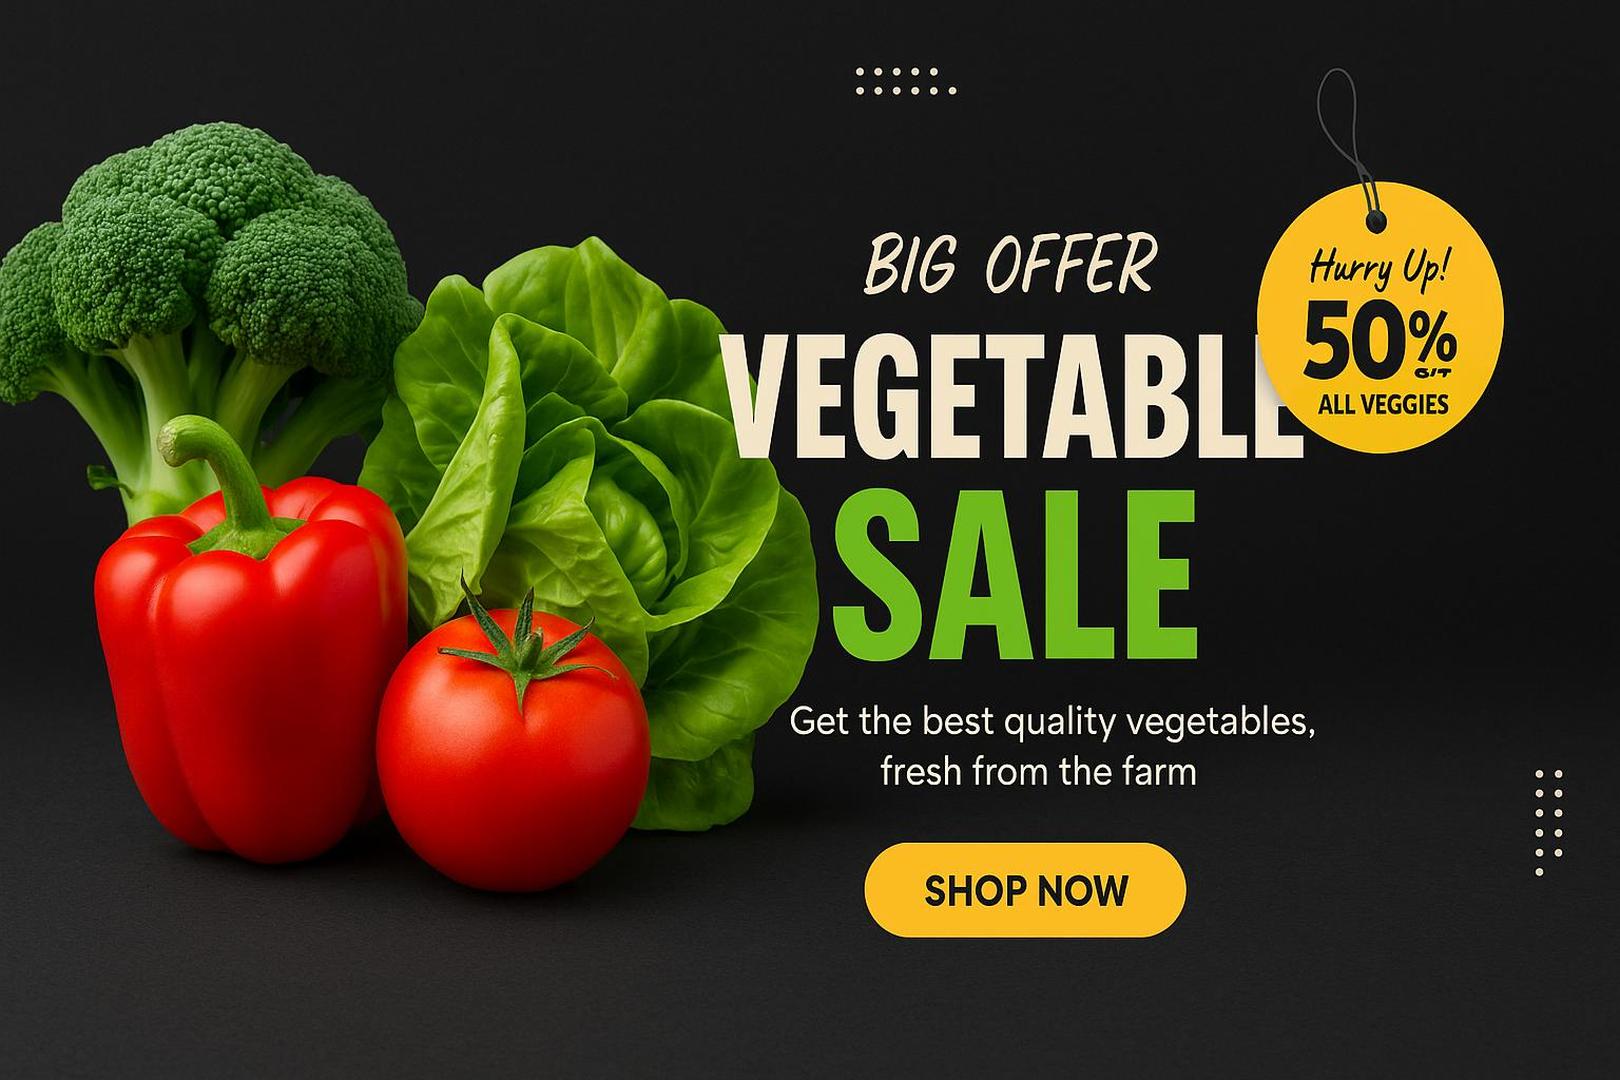 BIG OFFER
VEGETABLE
SALE
Get the best quality vegetables,
fresh from the farm
SHOP NOW
Hurry Up!
50%
ALL VEGGIES